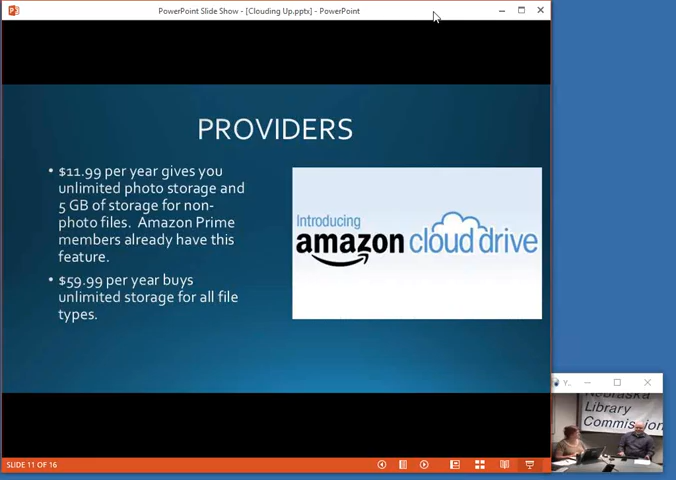 PowerPoint Slide Show - [Clouding Up.pptx] - PowerPoint
PROVIDERS
• $11.99 per year gives you
unlimited photo storage and
5 GB of storage for non-
photo files. Amazon Prime
members already have this
feature.
• $59.99 per year buys
unlimited storage for all file
types.
Introducing
amazon cloud drive
Y...
Nebraska
Library
Commission
SLIDE 11 OF 16